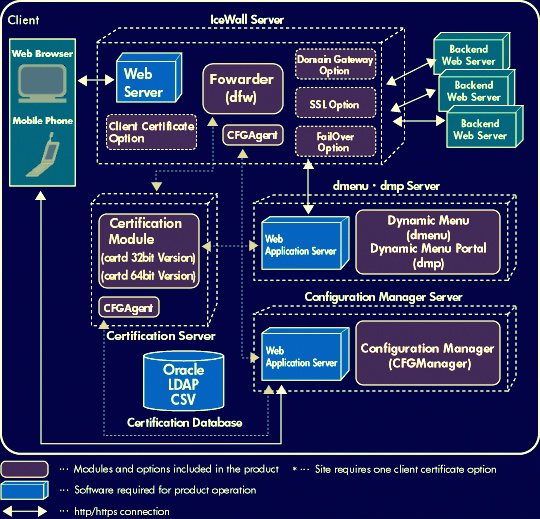 Client
IceWall Server
Web Browser
Mobile Phone
Web
Server
Client Certificate
Option
Fowarder
(dfw)
CFGAgent
Domain Gateway
Option
SSL Option
FailOver
Option
Backend
Web Server
Backend
Web Server
Backend
Web Server
dmenu・dmp Server
Certification
Module
(certd 32bit Version)
(certd 64bit Version)
CFGAgent
Certification Server
Web
Application Server
Dynamic Menu
(dmenu)
Dynamic Menu Portal
(dmp)
Configuration Manager Server
Web
Application Server
Configuration Manager
(CFGManager)
Oracle
LDAP
CSV
Certification Database
··· Modules and options included in the product
* ··· Site requires one client certificate option
··· Software required for product operation
··· http/https connection